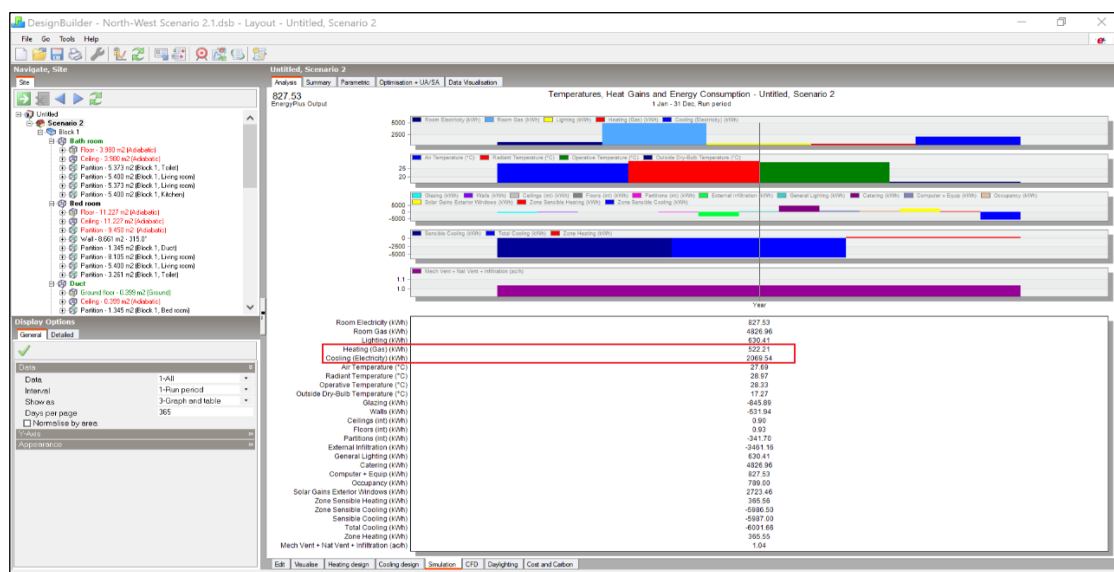 DesignBuilder - North-West Scenario 2.1.dsb - Layout - Untitled, Scenario 2
File Go Tools Help
Navigate, Site
Site
Untitled
Scenario 2
Block 1
Bath room
Floor - 3.980 m2 (Adiabatic)
Ceiling - 3.980 m2 (Adiabatic)
Partition - 5.373 m2 (Block 1, Toilet)
Partition - 5.400 m2 (Block 1, Living room)
Partition - 5.373 m2 (Block 1, Living room)
Partition - 5.400 m2 (Block 1, Kitchen)
Bed room
Floor - 11.227 m2 (Adiabatic)
Ceiling - 11.227 m2 (Adiabatic)
Partition - 9.450 m2 (Adiabatic)
Wall - 8.661 m2 - 315.0°
Partition - 1.345 m2 (Block 1, Duct)
Partition - 8.105 m2 (Block 1, Living room)
Partition - 5.400 m2 (Block 1, Living room)
Partition - 3.261 m2 (Block 1, Toilet)
Duct
Ground floor - 0.399 m2 (Ground)
Ceiling - 0.399 m2 (Adiabatic)
Partition - 1.345 m2 (Block 1, Bed room)
Display Options
General Detailed
Data
Data 1-All
Interval 1-Run period
Show as 3-Graph and table
Days per page 365
Normalise by area
Y-Axis
Appearance
Untitled, Scenario 2
Analysis Summary Parametric Optimisation + UA/SA Data Visualisation
827.53
EnergyPlus Output
Temperatures, Heat Gains and Energy Consumption - Untitled, Scenario 2
1 Jan - 31 Dec, Run period
Room Electricity (kWh) Room Gas (kWh) Lighting (kWh) Heating (Gas) (kWh) Cooling (Electricity) (kWh)
5000
2500
Air Temperature (°C) Radiant Temperature (°C) Operative Temperature (°C) Outside Dry-Bulb Temperature (°C)
25
20
Glazing (kWh) Walls (kWh) Ceilings (int) (kWh) Floors (int) (kWh) Partitions (int) (kWh) External Infiltration (kWh) General Lighting (kWh) Catering (kWh) Computer + Equip (kWh) Occupancy (kWh)
Solar Gains Exterior Windows (kWh) Zone Sensible Heating (kWh) Zone Sensible Cooling (kWh)
6000
0
-6000
Sensible Cooling (kWh) Total Cooling (kWh) Zone Heating (kWh)
0
-2500
-5000
Mech Vent + Nat Vent + Infiltration (ac/h)
1.1
1.0
Year
Room Electricity (kWh) 827.53
Room Gas (kWh) 4826.96
Lighting (kWh) 630.41
Heating (Gas) (kWh) 522.21
Cooling (Electricity) (kWh) 2069.54
Air Temperature (°C) 27.69
Radiant Temperature (°C) 28.97
Operative Temperature (°C) 28.33
Outside Dry-Bulb Temperature (°C) 17.27
Glazing (kWh) -845.89
Walls (kWh) -531.94
Ceilings (int) (kWh) 0.90
Floors (int) (kWh) 0.93
Partitions (int) (kWh) -341.70
External Infiltration (kWh) -3461.16
General Lighting (kWh) 630.41
Catering (kWh) 4826.96
Computer + Equip (kWh) 827.53
Occupancy (kWh) 789.00
Solar Gains Exterior Windows (kWh) 2723.46
Zone Sensible Heating (kWh) 365.56
Zone Sensible Cooling (kWh) -5986.50
Sensible Cooling (kWh) -5987.00
Total Cooling (kWh) -6001.66
Zone Heating (kWh) 365.55
Mech Vent + Nat Vent + Infiltration (ac/h) 1.04
Edit Visualise Heating design Cooling design Simulation CFD Daylighting Cost and Carbon